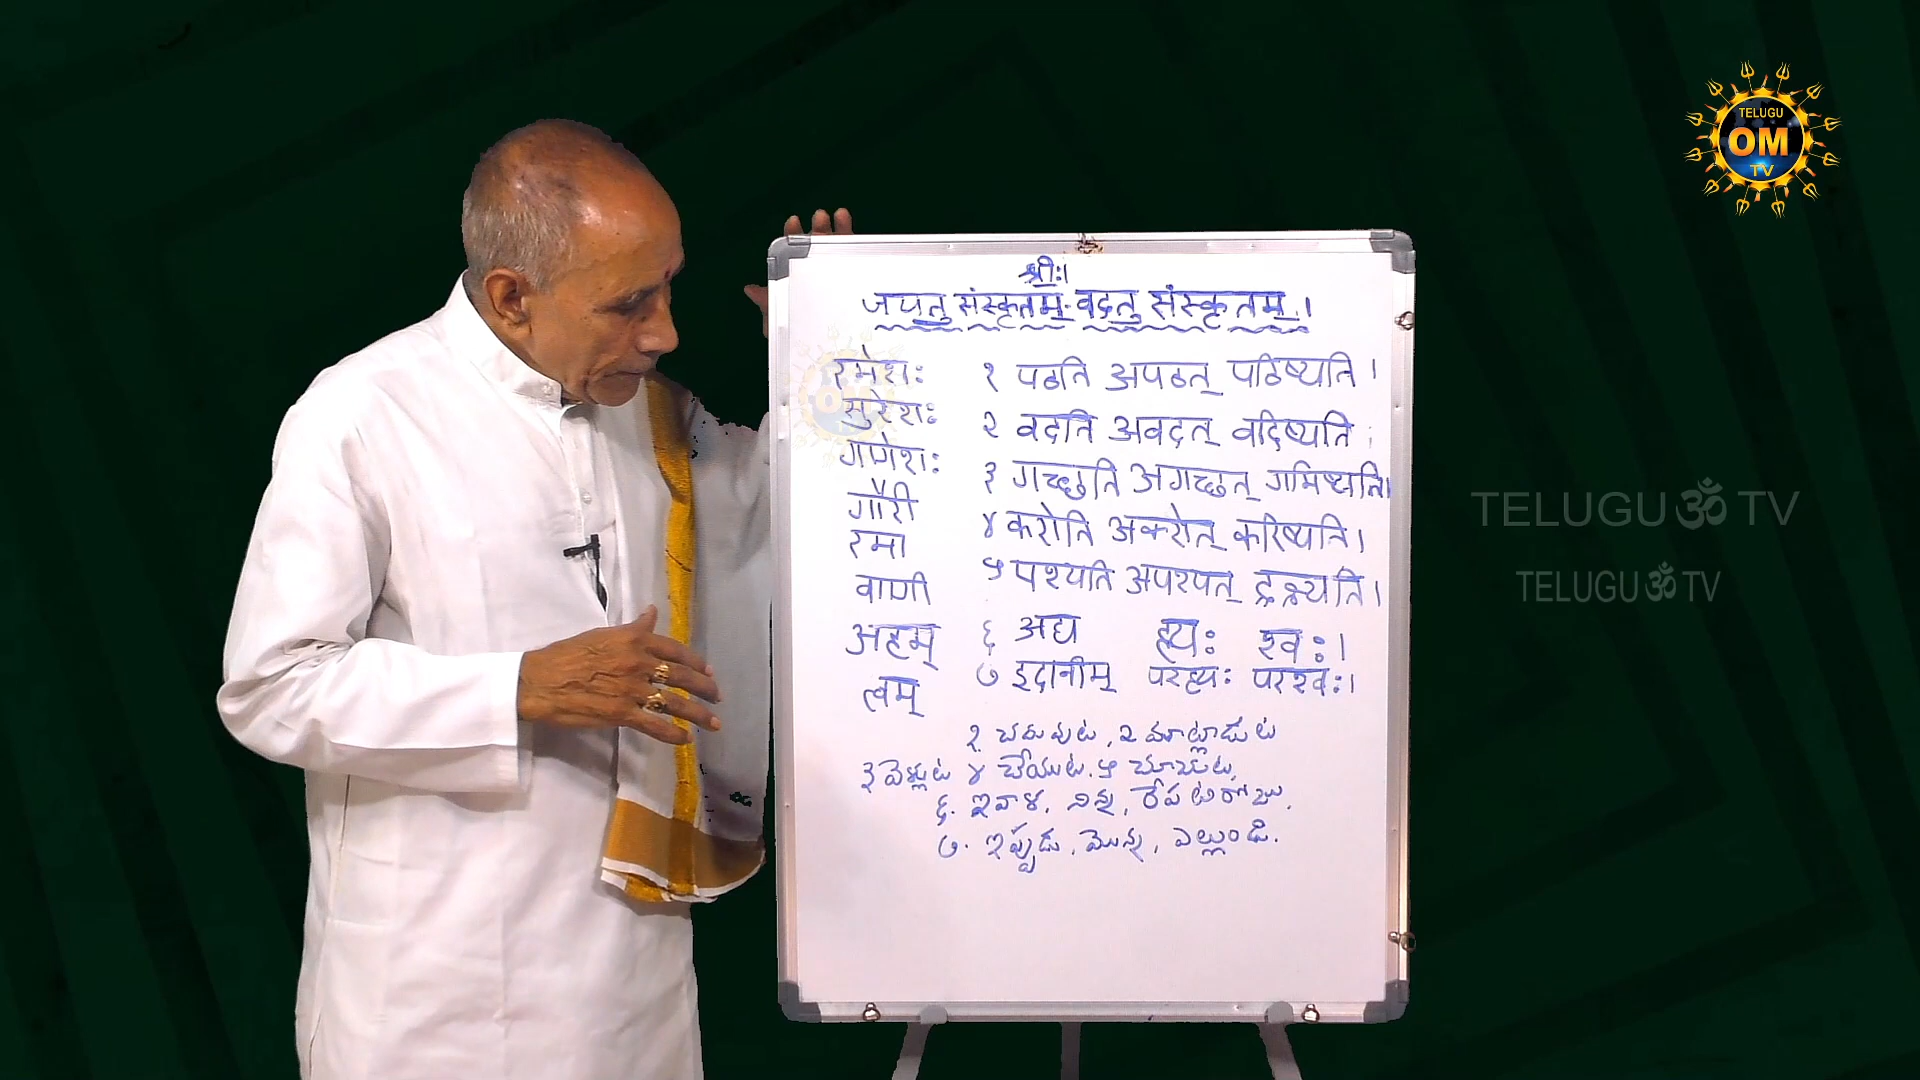 TELUGU
OM
TV
श्रीः।
जयतु संस्कृतम्-वदतु संस्कृतम्।
रमेशः १ पठति अपठत् पठिष्यति।
सुरेशः २ वदति अवदत् वदिष्यति।
गणेशः ३ गच्छति अगच्छत् गमिष्यति।
गौरी
रमा ४ करोति अकरोत् करिष्यति।
वाणी ५ पश्यति अपश्यत् द्रक्ष्यति।
अहम् ६ अद्य ह्यः श्वः।
त्वम् ७ इदानीम् परह्यः परश्वः।
१ చదువుట, २ మాట్లాడుట
३ వెళ్లుట ४ చేయుట. ५ చూచుట.
६. ఇవాళ, నిన్న, రేపటిరోజు.
७. ఇప్పుడు, మొన్న, ఎల్లుండి.
TELUGU ॐ TV
TELUGU ॐ TV